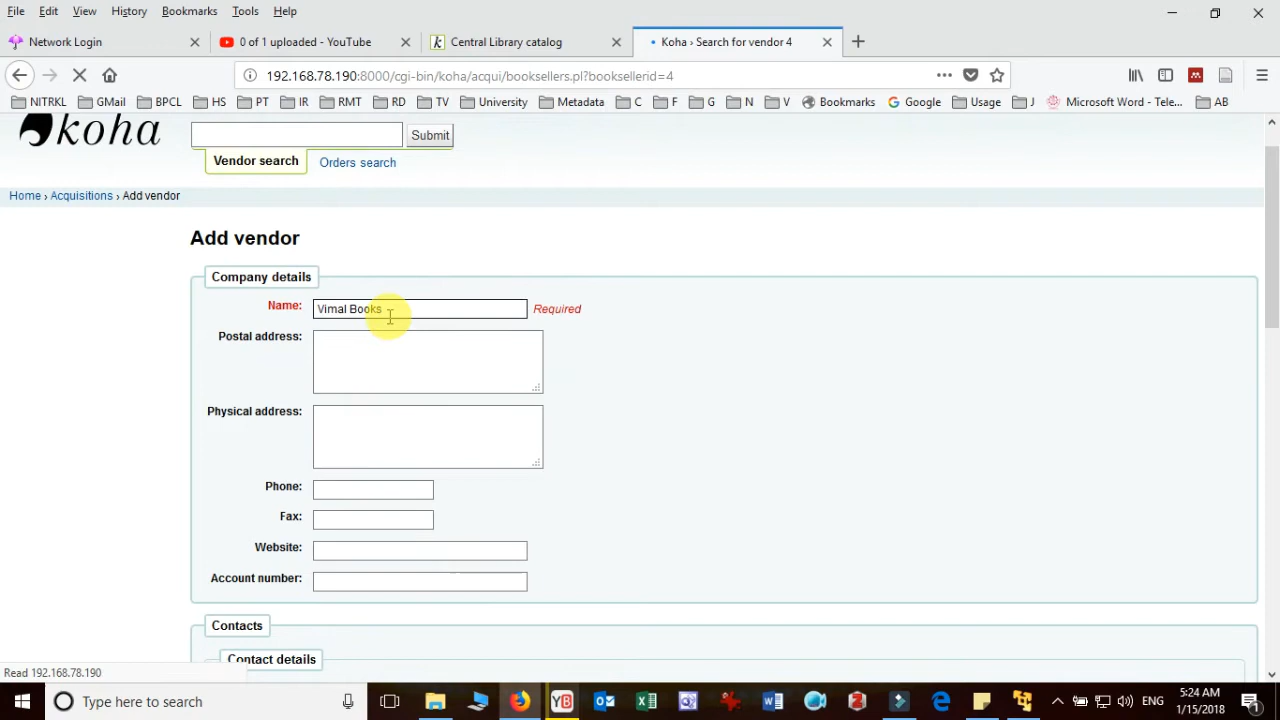 File Edit View History Bookmarks Tools Help
Network Login
0 of 1 uploaded - YouTube
Central Library catalog
Koha › Search for vendor 4
192.168.78.190:8000/cgi-bin/koha/acqui/booksellers.pl?booksellerid=4
NITRKL GMail BPCL HS PT IR RMT RD TV University Metadata C F G N V Bookmarks Google Usage J Microsoft Word - Tele... AB
koha
Submit
Vendor search Orders search
Home › Acquisitions › Add vendor
Add vendor
Company details
Name: Vimal Books Required
Postal address:
Physical address:
Phone:
Fax:
Website:
Account number:
Contacts
Contact details
Read 192.168.78.190
Type here to search
ENG
5:24 AM
1/15/2018
1